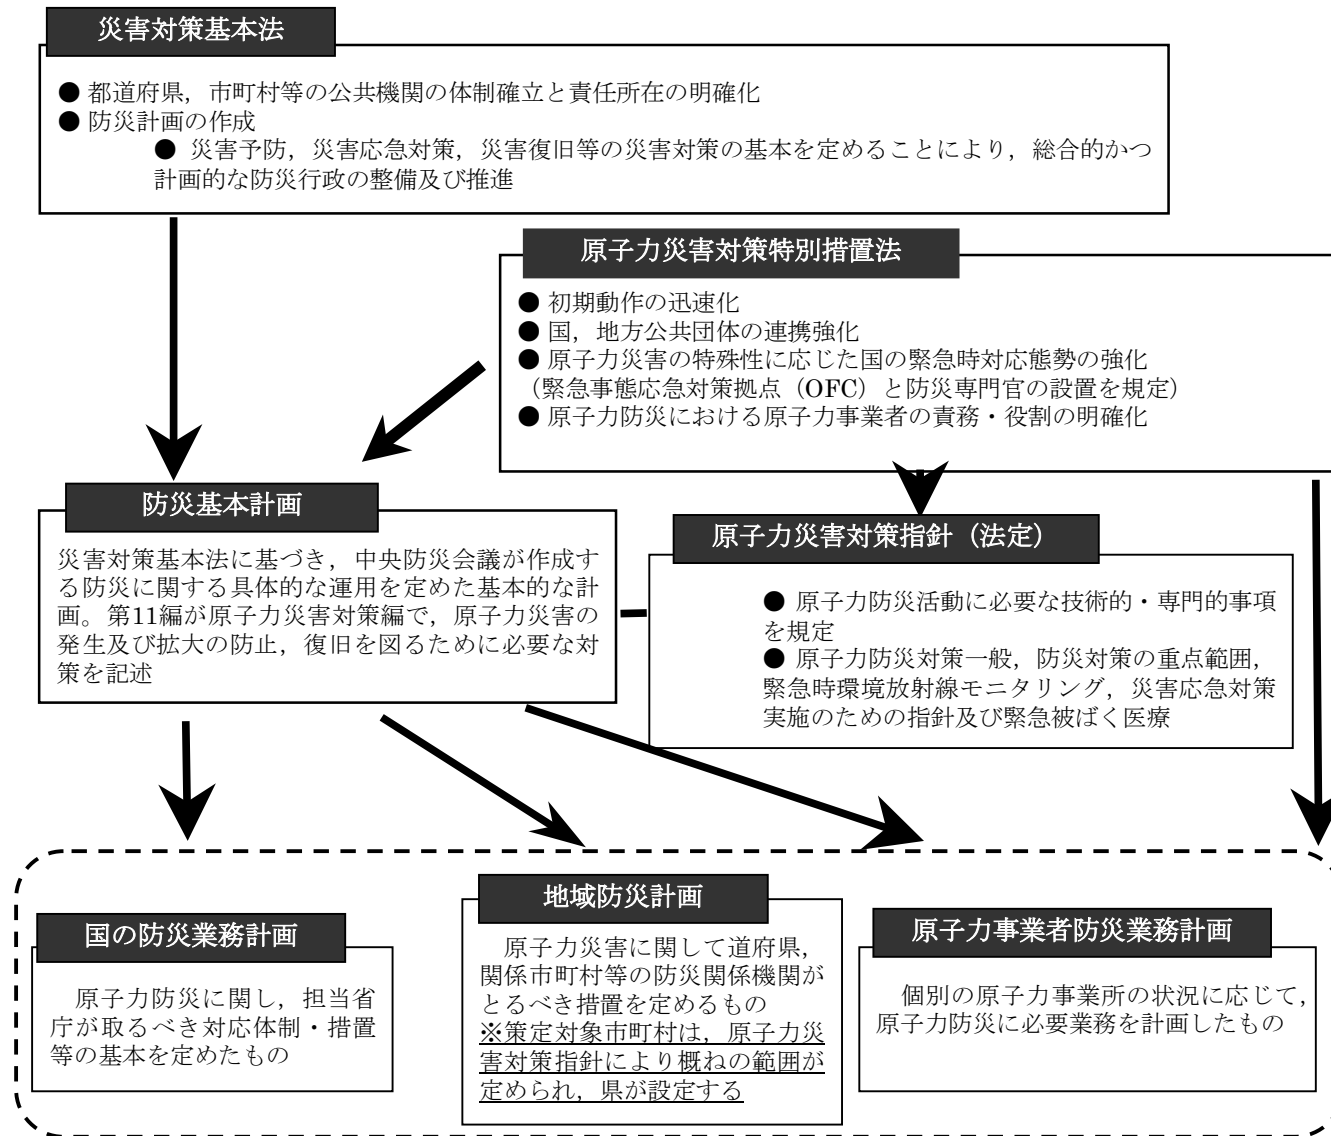 災害対策基本法
● 都道府県，市町村等の公共機関の体制確立と責任所在の明確化
● 防災計画の作成
● 災害予防，災害応急対策，災害復旧等の災害対策の基本を定めることにより，総合的かつ
計画的な防災行政の整備及び推進
原子力災害対策特別措置法
● 初期動作の迅速化
● 国，地方公共団体の連携強化
● 原子力災害の特殊性に応じた国の緊急時対応態勢の強化
（緊急事態応急対策拠点（OFC）と防災専門官の設置を規定）
● 原子力防災における原子力事業者の責務・役割の明確化
防災基本計画
災害対策基本法に基づき，中央防災会議が作成す
る防災に関する具体的な運用を定めた基本的な計
画。第11編が原子力災害対策編で，原子力災害の
発生及び拡大の防止，復旧を図るために必要な対
策を記述
原子力災害対策指針（法定）
● 原子力防災活動に必要な技術的・専門的事項
を規定
● 原子力防災対策一般，防災対策の重点範囲，
緊急時環境放射線モニタリング，災害応急対策
実施のための指針及び緊急被ばく医療
国の防災業務計画
原子力防災に関し，担当省
庁が取るべき対応体制・措置
等の基本を定めたもの
地域防災計画
原子力災害に関して道府県，
関係市町村等の防災関係機関が
とるべき措置を定めるもの
※策定対象市町村は，原子力災
害対策指針により概ねの範囲が
定められ，県が設定する
原子力事業者防災業務計画
個別の原子力事業所の状況に応じて，
原子力防災に必要業務を計画したもの